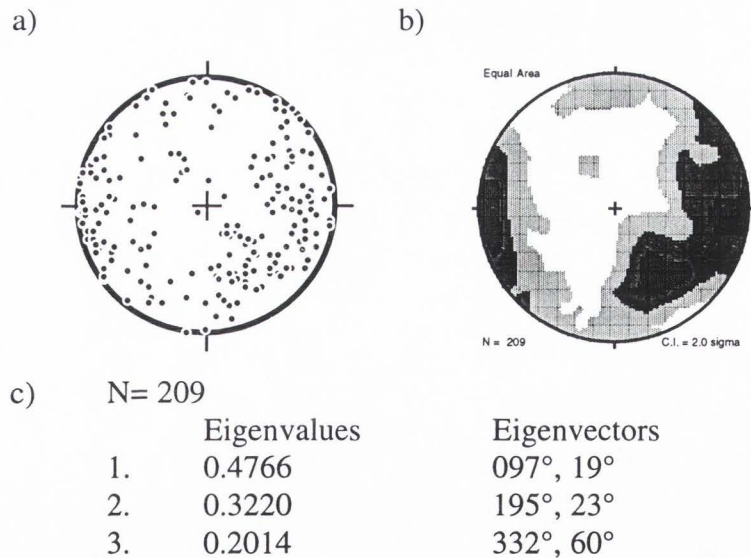 a)
b)
Equal Area
N = 209
C.I. = 2.0 sigma
c) N= 209
Eigenvalues Eigenvectors
1. 0.4766 097°, 19°
2. 0.3220 195°, 23°
3. 0.2014 332°, 60°